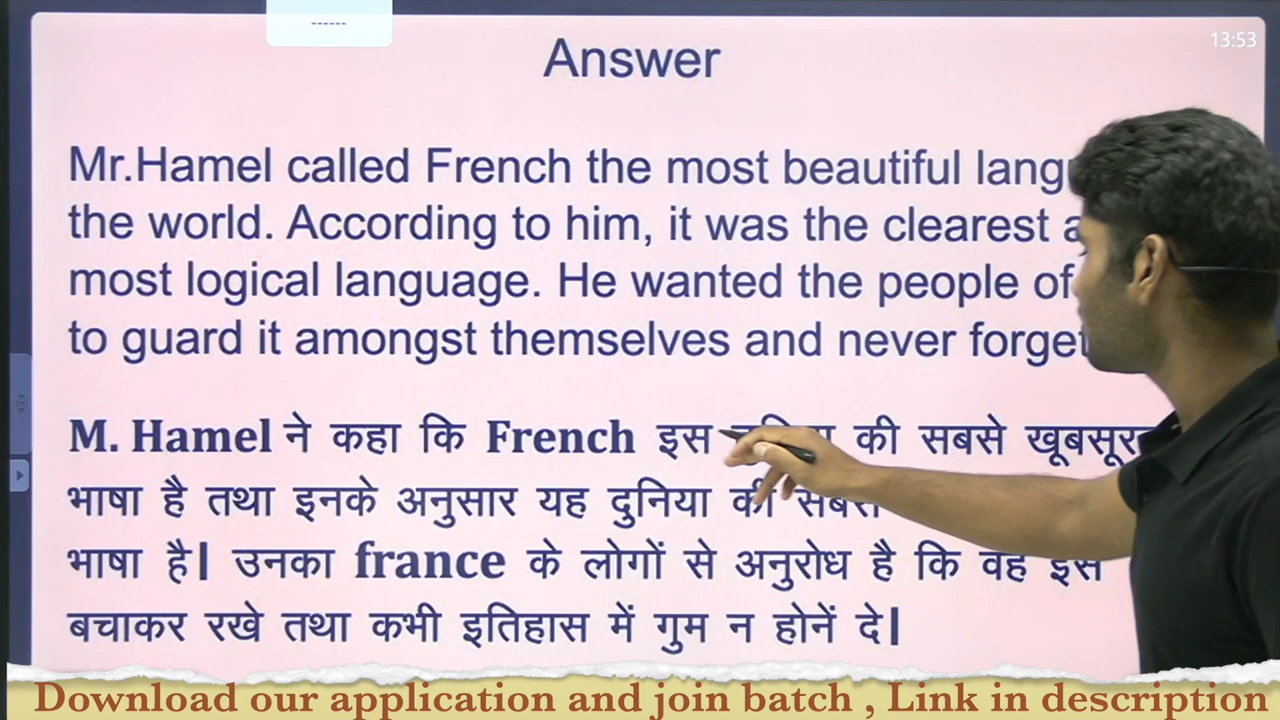 ------
13:53
Answer
Mr.Hamel called French the most beautiful
the world. According to him, it was the clearest
most logical language. He wanted the people of
to guard it amongst themselves and never forget
M. Hamel ने कहा कि French इस की सबसे
भाषा है तथा इनके अनुसार यह दुनिया की
भाषा है| उनका france के लोगों से अनुरोध है कि वह इसे
बचाकर रखे तथा कभी इतिहास में गुम न होनें दे|
Download our application and join batch , Link in description